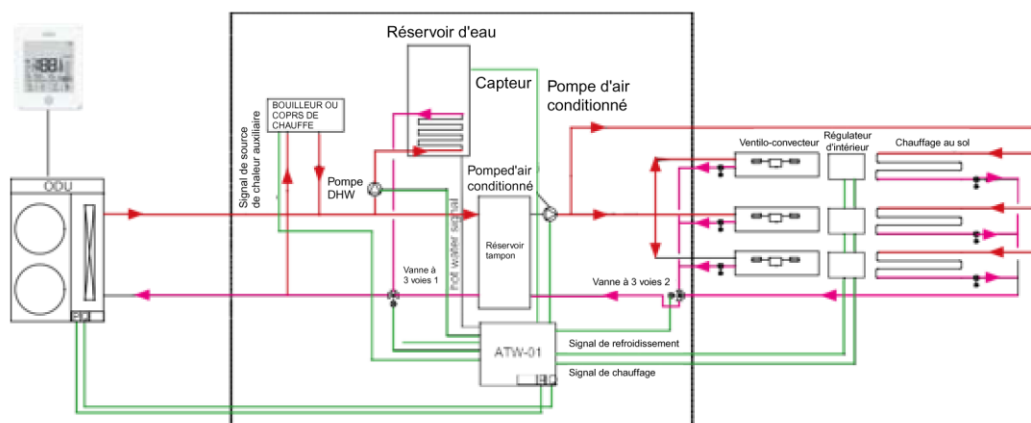 Réservoir d'eau
Capteur
Pompe d'air
conditionné
BOUILLEUR OU
COPRS DE
CHAUFFE
Signal de source
de chaleur auxiliaire
Ventilo-convecteur
Régulateur
d'intérieur
Chauffage au sol
ODU
Pompe
DHW
Pomped'air
conditionné
hot water signal
Réservoir
tampon
Vanne à
3 voies 1
Vanne à 3 voies 2
ATW-01
Signal de refroidissement
Signal de chauffage